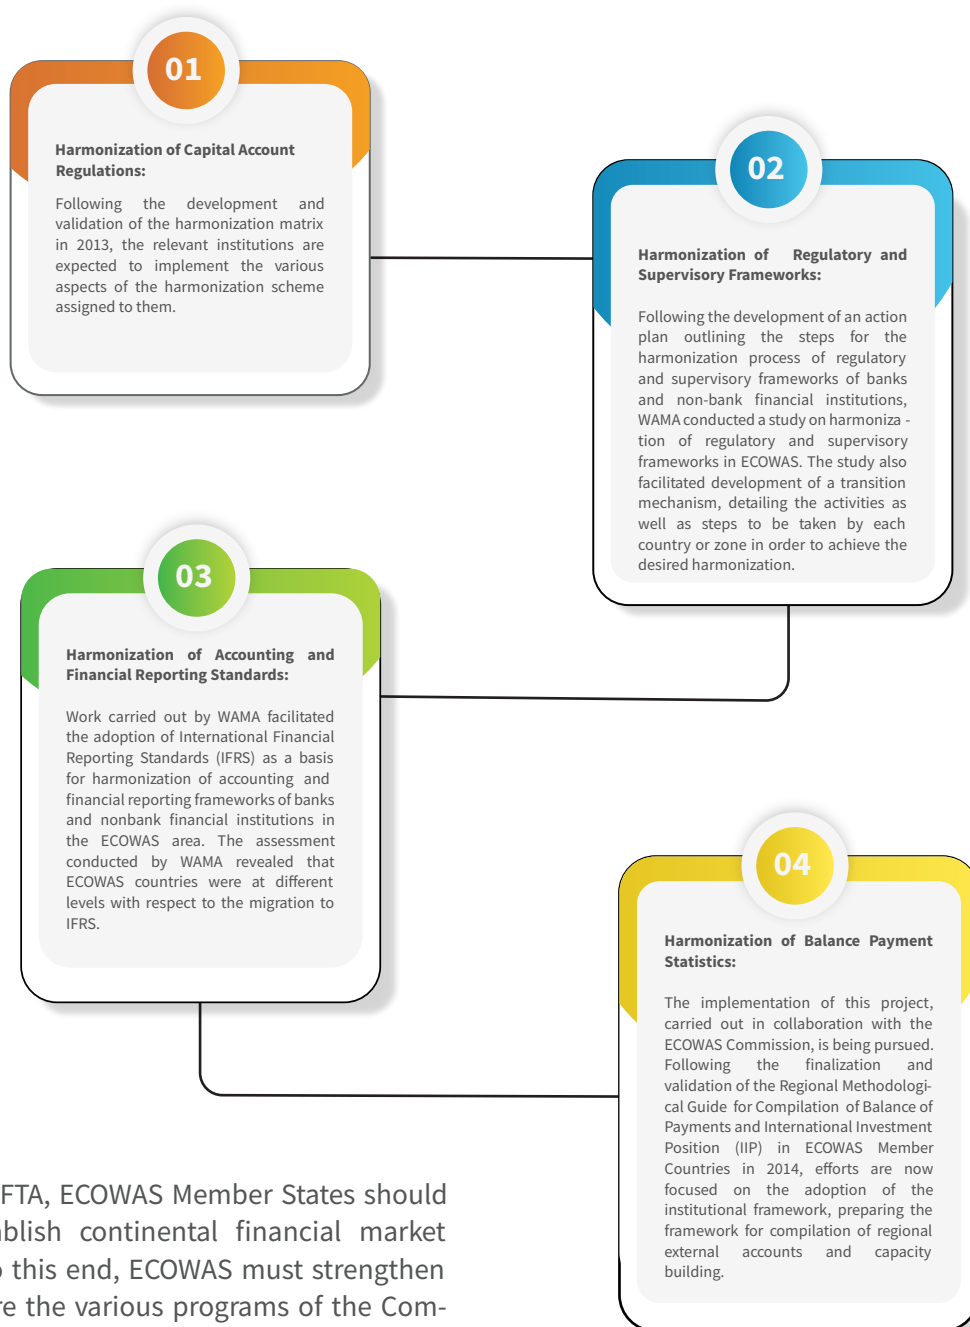 01
Harmonization of Capital Account
Regulations:
Following the development and
validation of the harmonization matrix
in 2013, the relevant institutions are
expected to implement the various
aspects of the harmonization scheme
assigned to them.
02
Harmonization of Regulatory and
Supervisory Frameworks:
Following the development of an action
plan outlining the steps for the
harmonization process of regulatory
and supervisory frameworks of banks
and non-bank financial institutions,
WAMA conducted a study on harmoniza -
tion of regulatory and supervisory
frameworks in ECOWAS. The study also
facilitated development of a transition
mechanism, detailing the activities as
well as steps to be taken by each
country or zone in order to achieve the
desired harmonization.
03
Harmonization of Accounting and
Financial Reporting Standards:
Work carried out by WAMA facilitated
the adoption of International Financial
Reporting Standards (IFRS) as a basis
for harmonization of accounting and
financial reporting frameworks of banks
and nonbank financial institutions in
the ECOWAS area. The assessment
conducted by WAMA revealed that
ECOWAS countries were at different
levels with respect to the migration to
IFRS.
04
Harmonization of Balance Payment
Statistics:
The implementation of this project,
carried out in collaboration with the
ECOWAS Commission, is being pursued.
Following the finalization and
validation of the Regional Methodologi-
cal Guide for Compilation of Balance of
Payments and International Investment
Position (IIP) in ECOWAS Member
Countries in 2014, efforts are now
focused on the adoption of the
institutional framework, preparing the
framework for compilation of regional
external accounts and capacity
building.
FTA, ECOWAS Member States should
blish continental financial market
this end, ECOWAS must strengthen
re the various programs of the Com-